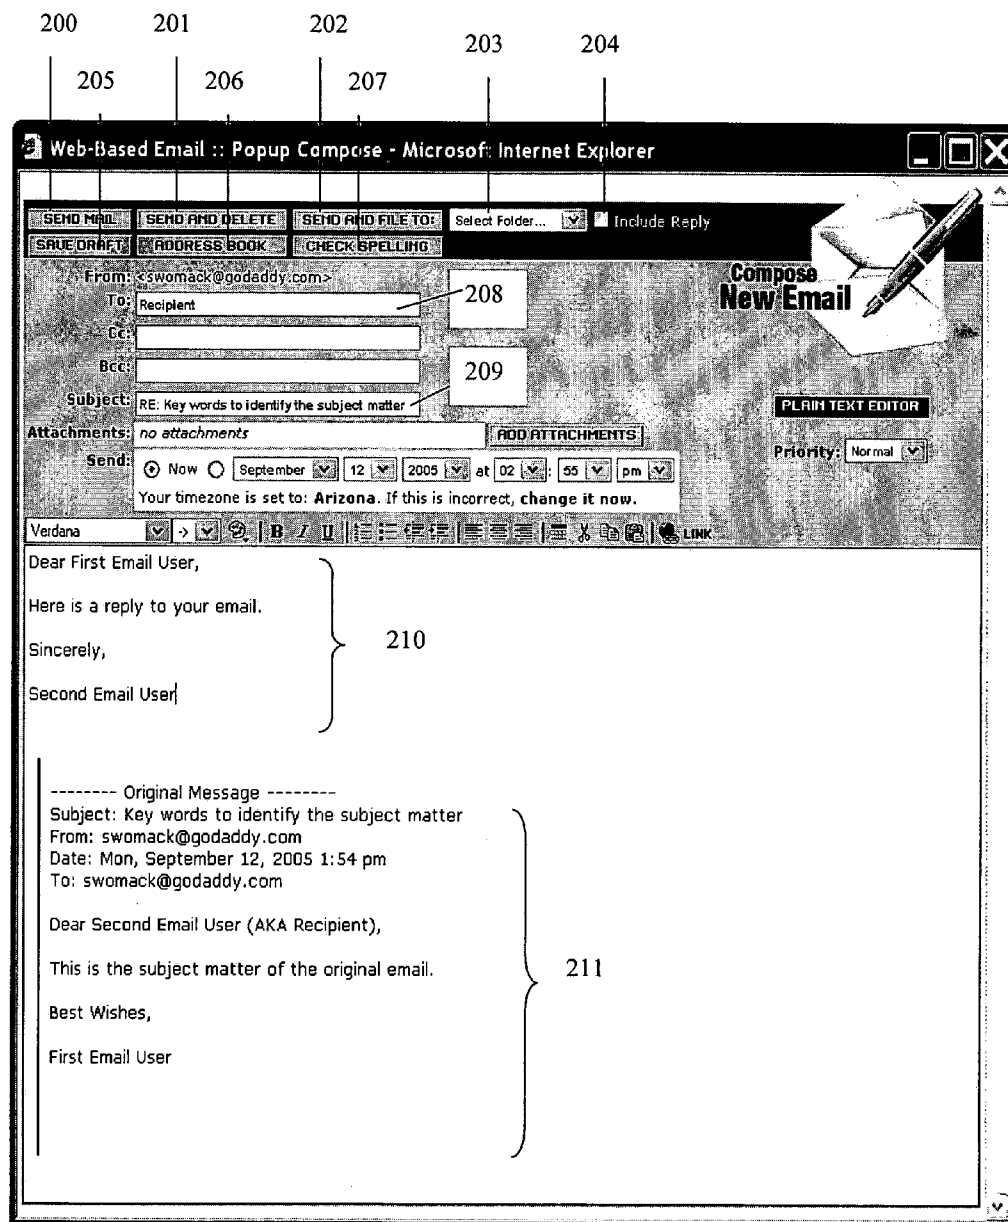 200 201 202 203 204
205 206 207
Web-Based Email :: Popup Compose - Microsoft Internet Explorer
SEND MAIL SEND AND DELETE SEND AND FILE TO: Select Folder... Include Reply
SAVE DRAFT ADDRESS BOOK CHECK SPELLING
Compose
New Email
From: <swomack@godaddy.com>
To: Recipient 208
Cc:
Bcc:
209
Subject: RE: Key words to identify the subject matter
PLAIN TEXT EDITOR
Attachments: no attachments ADD ATTACHMENTS
Priority: Normal
Send: Now September 12 2005 at 02 : 55 pm
Your timezone is set to: Arizona. If this is incorrect, change it now.
Verdana -> B I U LINK
Dear First Email User,
Here is a reply to your email.
210
Sincerely,
Second Email User
-------- Original Message --------
Subject: Key words to identify the subject matter
From: swomack@godaddy.com
Date: Mon, September 12, 2005 1:54 pm
To: swomack@godaddy.com
Dear Second Email User (AKA Recipient),
This is the subject matter of the original email.
211
Best Wishes,
First Email User